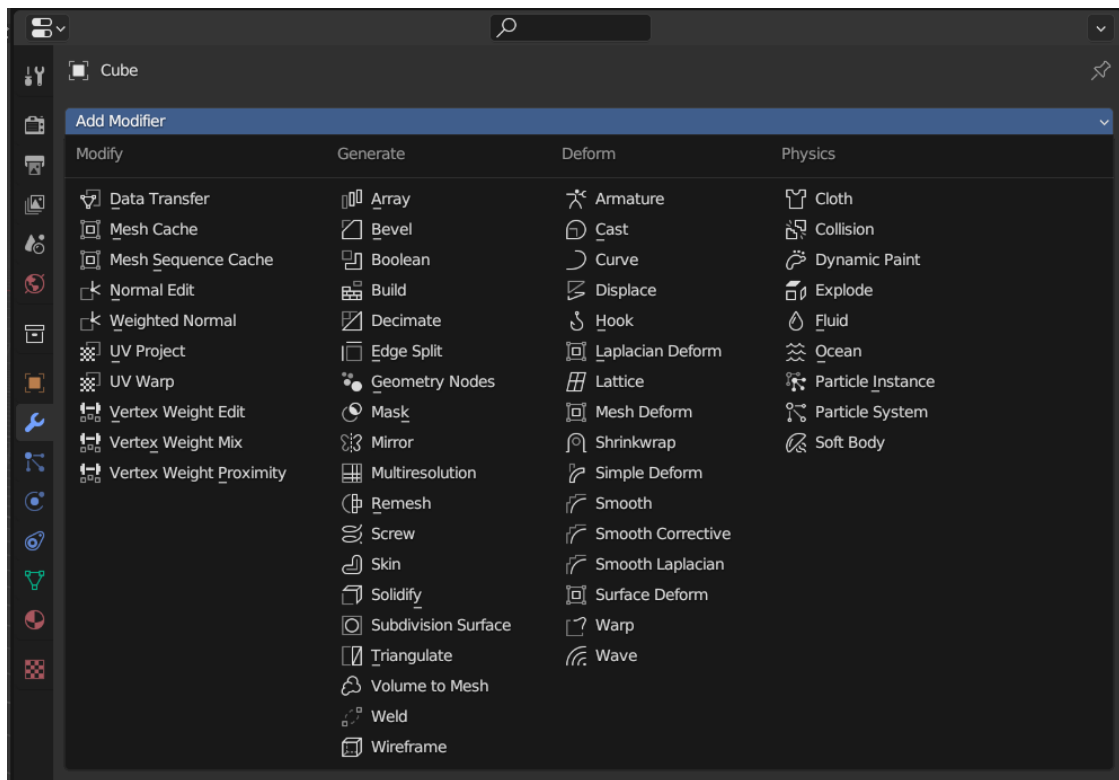 Cube
Add Modifier
Modify Generate Deform Physics
Data Transfer Array Armature Cloth
Mesh Cache Bevel Cast Collision
Mesh Sequence Cache Boolean Curve Dynamic Paint
Normal Edit Build Displace Explode
Weighted Normal Decimate Hook Fluid
UV Project Edge Split Laplacian Deform Ocean
UV Warp Geometry Nodes Lattice Particle Instance
Vertex Weight Edit Mask Mesh Deform Particle System
Vertex Weight Mix Mirror Shrinkwrap Soft Body
Vertex Weight Proximity Multiresolution Simple Deform
Remesh Smooth
Screw Smooth Corrective
Skin Smooth Laplacian
Solidify Surface Deform
Subdivision Surface Warp
Triangulate Wave
Volume to Mesh
Weld
Wireframe